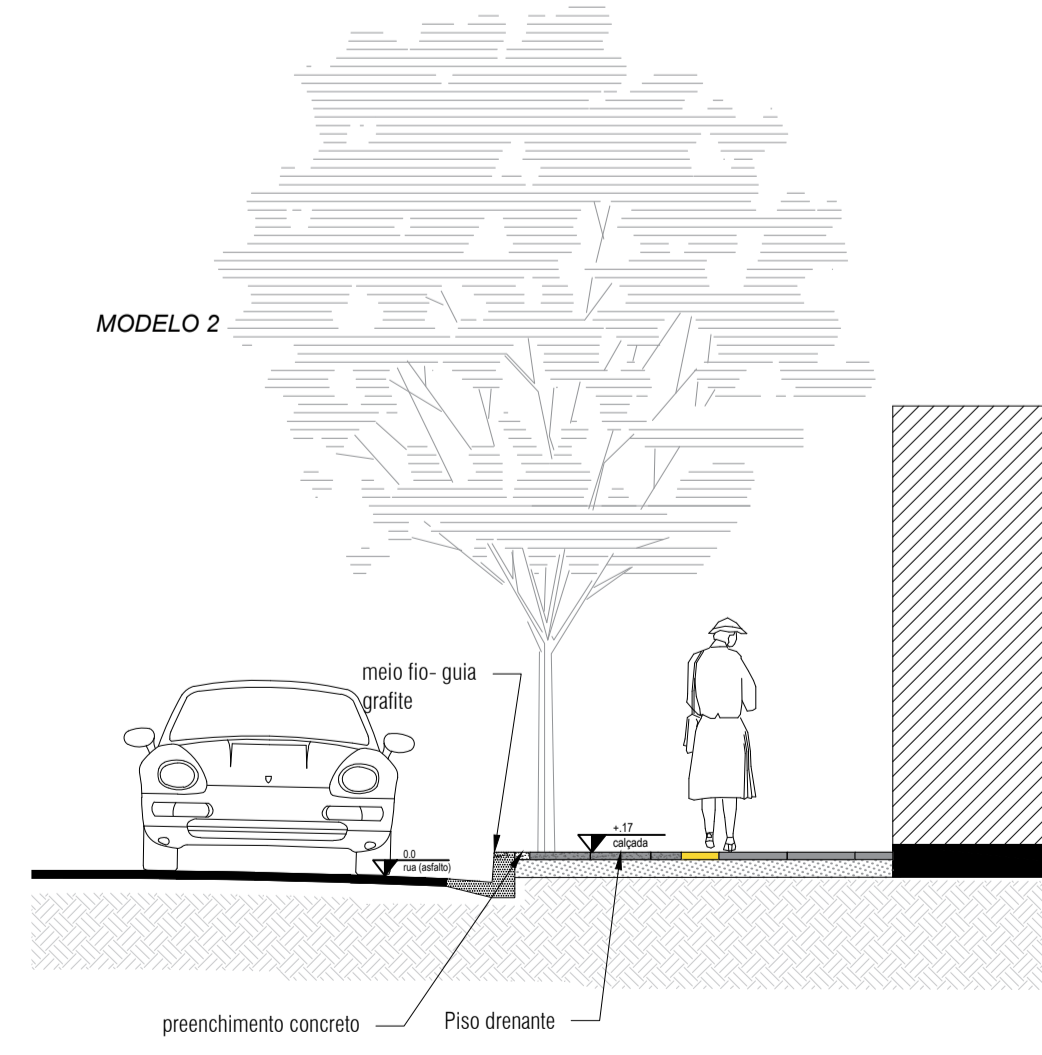 MODELO 2
meio fio- guia
grafite
+.17
calçada
0.0
rua (asfalto)
preenchimento concreto
Piso drenante